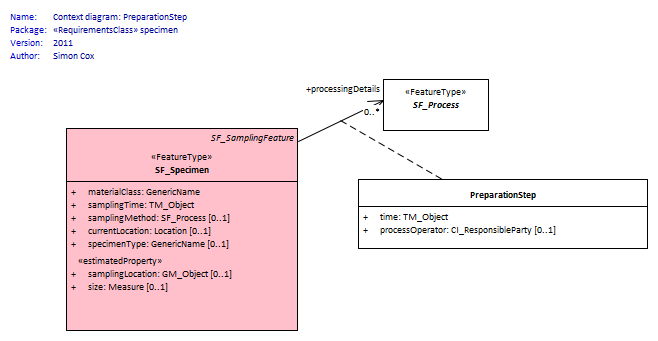 Name: Context diagram: PreparationStep
Package: «RequirementsClass» specimen
Version: 2011
Author: Simon Cox
+processingDetails
0..*
«FeatureType»
SF_Process
SF_SamplingFeature
«FeatureType»
SF_Specimen
+ materialClass: GenericName
+ samplingTime: TM_Object
+ samplingMethod: SF_Process [0..1]
+ currentLocation: Location [0..1]
+ specimenType: GenericName [0..1]
«estimatedProperty»
+ samplingLocation: GM_Object [0..1]
+ size: Measure [0..1]
PreparationStep
+ time: TM_Object
+ processOperator: CI_ResponsibleParty [0..1]